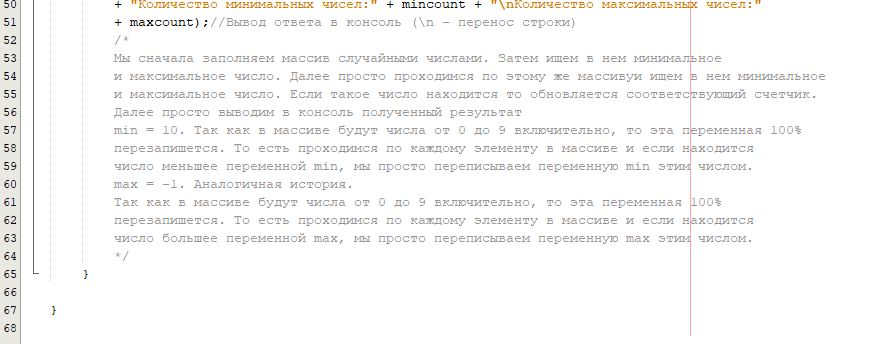 50 + "Количество минимальных чисел:" + mincount + "\nКоличество максимальных чисел:"
51 + maxcount);//Вывод ответа в консоль (\n - перенос строки)
52 /*
53 Мы сначала заполняем массив случайными числами. Затем ищем в нем минимальное
54 и максимальное число. Далее просто проходимся по этому же массивуи ищем в нем минимальное
55 и максимальное число. Если такое число находится то обновляется соответствующий счетчик.
56 Далее просто выводим в консоль полученный результат
57 min = 10. Так как в массиве будут числа от 0 до 9 включительно, то эта переменная 100%
58 перезапишется. То есть проходимся по каждому элементу в массиве и если находится
59 число меньшее переменной min, мы просто переписываем переменную min этим числом.
60 max = -1. Аналогичная история.
61 Так как в массиве будут числа от 0 до 9 включительно, то эта переменная 100%
62 перезапишется. То есть проходимся по каждому элементу в массиве и если находится
63 число большее переменной max, мы просто переписываем переменную max этим числом.
64 */
65 }
66
67 }
68